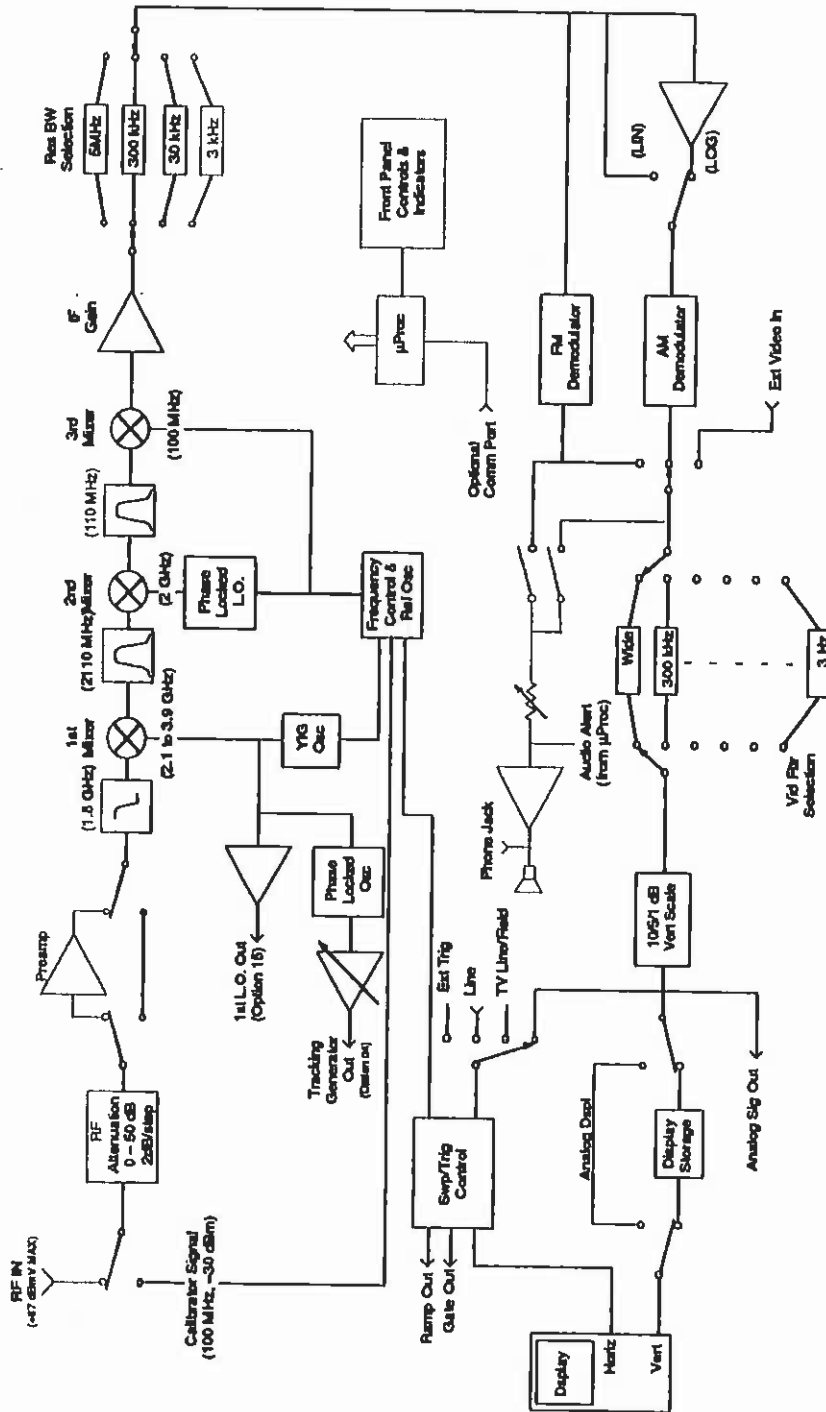 RF IN
(+67 dBmV MAX)
Calibrator Signal
(100 MHz, -30 dBm)
RF
Attenuation
0 – 50 dB
2dB/step
Preamp
(1.8 GHz)
1st
Mixer
(2.1 to 3.9 GHz)
(2110 MHz)
2nd
Mixer
(2 GHz)
(110 MHz)
3rd
Mixer
(100 MHz)
IF
Gain
Res BW
Selection
5MHz
300 kHz
30 kHz
3 kHz
YIG
Osc
Phase
Locked
L.O.
Frequency
Control &
Ref Osc
1st L.O. Out
(Option 15)
Phase
Locked
Osc
Tracking
Generator
Out
(Option 04)
µProc
Front Panel
Controls &
Indicators
Optional
Comm Port
Ext Trig
Line
TV Line/Field
Swp/Trig
Control
Ramp Out
Gate Out
Phone Jack
Audio Alert
(from µProc)
FM
Demodulator
AM
Demodulator
(LIN)
(LOG)
Ext Video In
Wide
300 kHz
3 Hz
Vid Fltr
Selection
10/5/1 dB
Vert Scale
Analog Sig Out
Analog Dspl
Display
Storage
Display
Horiz
Vert